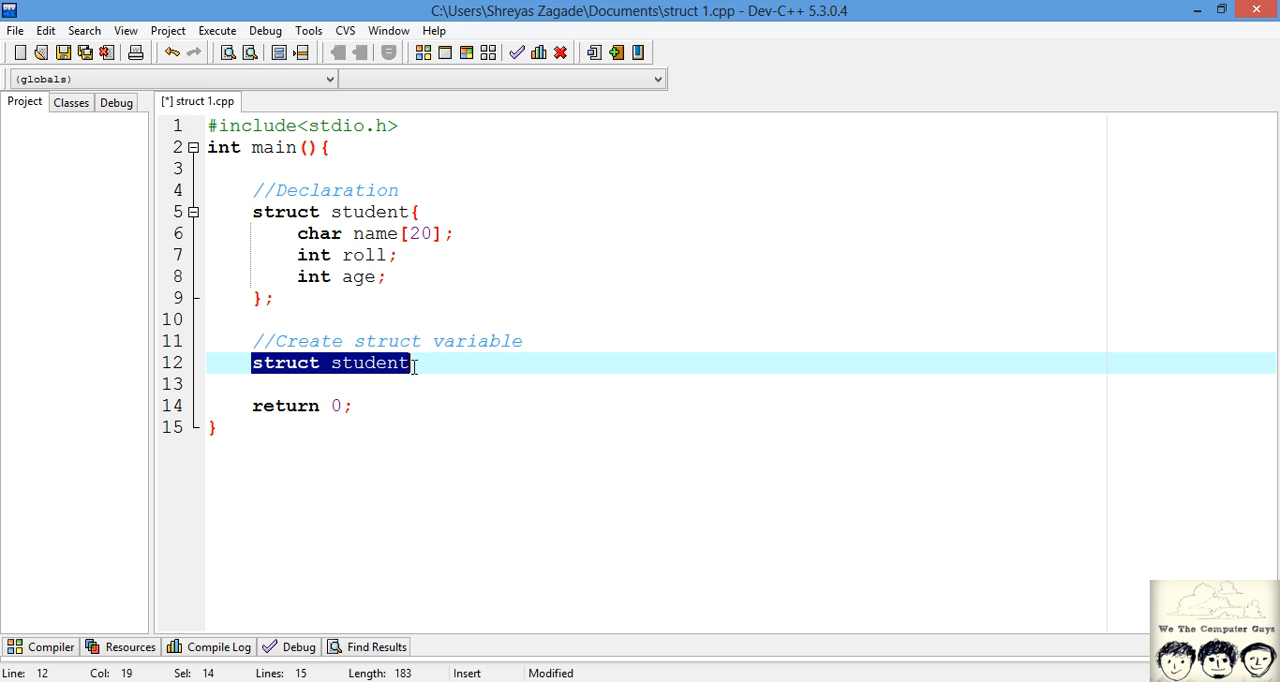 C:\Users\Shreyas Zagade\Documents\struct 1.cpp - Dev-C++ 5.3.0.4
File Edit Search View Project Execute Debug Tools CVS Window Help
(globals)
Project Classes Debug [*] struct 1.cpp
1 #include<stdio.h>
2 int main(){
3
4 //Declaration
5 struct student{
6 char name[20];
7 int roll;
8 int age;
9 };
10
11 //Create struct variable
12 struct student
13
14 return 0;
15 }
We The Computer Guys
Compiler Resources Compile Log Debug Find Results
Line: 12 Col: 19 Sel: 14 Lines: 15 Length: 183 Insert Modified